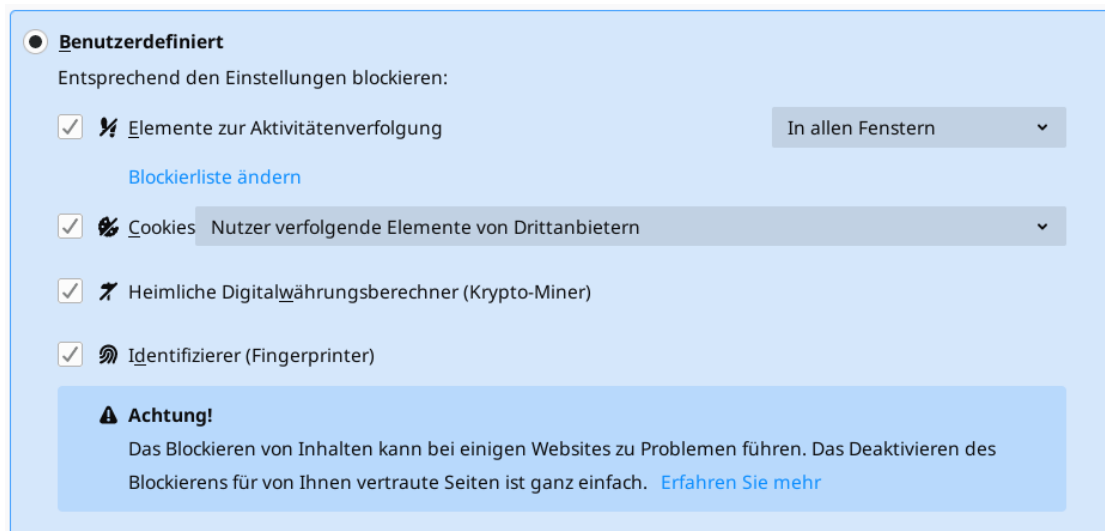 Benutzerdefiniert
Entsprechend den Einstellungen blockieren:
Elemente zur Aktivitätenverfolgung
In allen Fenstern
Blockierliste ändern
Cookies
Nutzer verfolgende Elemente von Drittanbietern
Heimliche Digitalwährungsberechner (Krypto-Miner)
Identifizierer (Fingerprinter)
Achtung!
Das Blockieren von Inhalten kann bei einigen Websites zu Problemen führen. Das Deaktivieren des
Blockierens für von Ihnen vertraute Seiten ist ganz einfach. Erfahren Sie mehr